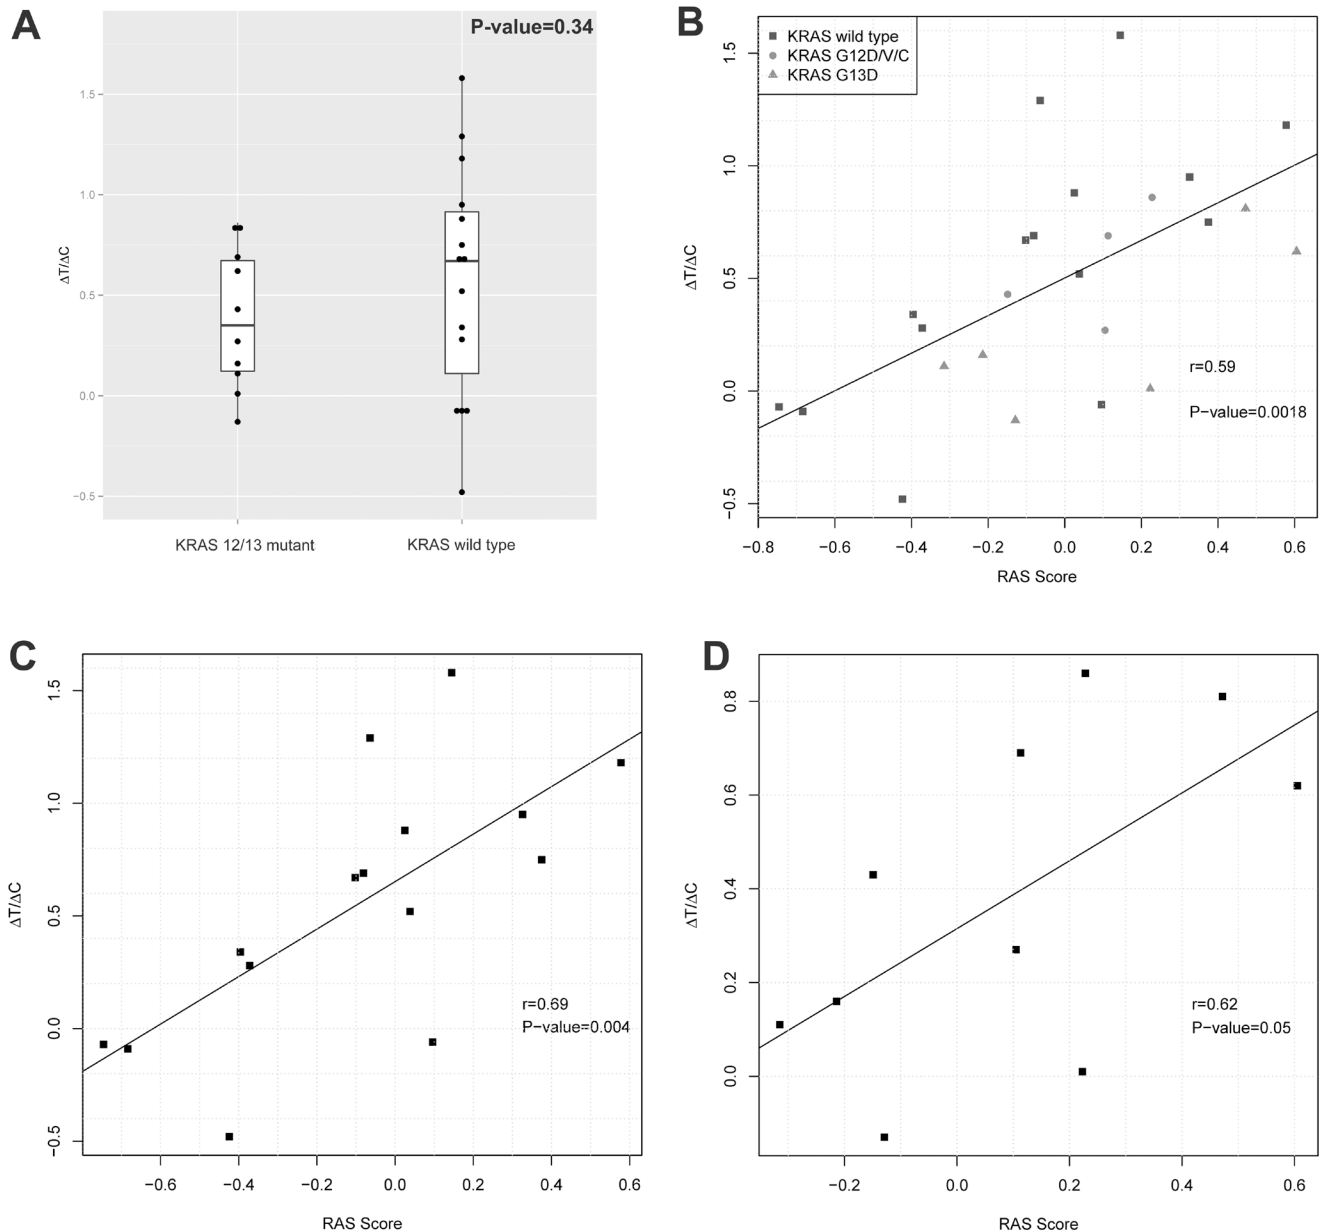 A
P-value=0.34
1.5
1.0
0.5
0.0
−0.5
ΔT/ΔC
KRAS 12/13 mutant
KRAS wild type
B
KRAS wild type
KRAS G12D/V/C
KRAS G13D
1.5
1.0
0.5
0.0
−0.5
ΔT/ΔC
r=0.59
P−value=0.0018
−0.8 −0.6 −0.4 −0.2 0.0 0.2 0.4 0.6
RAS Score
C
1.5
1.0
0.5
0.0
−0.5
ΔT/ΔC
r=0.69
P−value=0.004
−0.6 −0.4 −0.2 0.0 0.2 0.4 0.6
RAS Score
D
0.8
0.6
0.4
0.2
0.0
ΔT/ΔC
r=0.62
P−value=0.05
−0.2 0.0 0.2 0.4 0.6
RAS Score